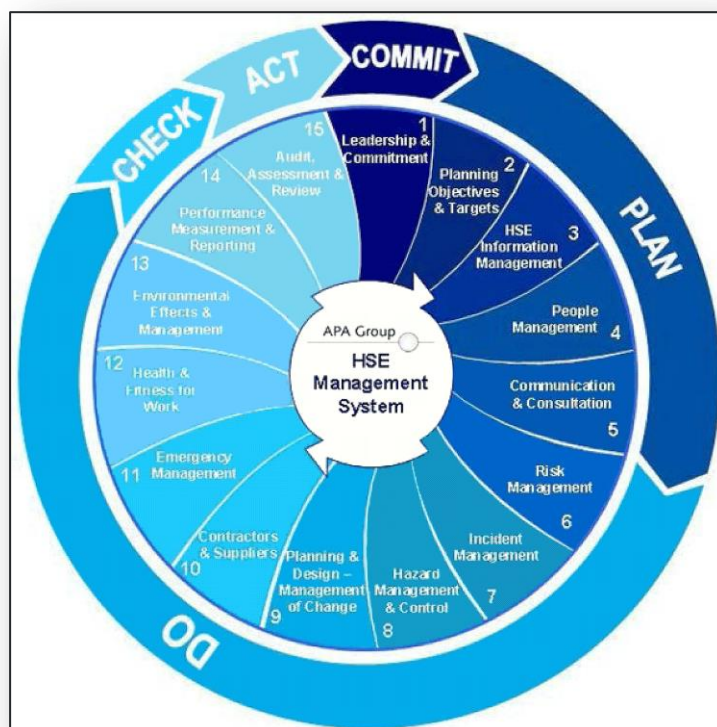 COMMIT
PLAN
DO
CHECK
ACT
1
Leadership &
Commitment
2
Planning
Objectives
& Targets
3
HSE
Information
Management
People
Management
4
Communication
& Consultation
5
Risk
Management
6
Incident
Management
7
Hazard
Management
& Control
8
Planning &
Design –
Management
of Change
9
Contractors
& Suppliers
10
Emergency
Management
11
12
Health &
Fitness for
Work
13
Environmental
Effects &
Management
14
Performance
Measurement
& Reporting
15
Audit,
Assessment &
Review
APA Group
HSE
Management
System